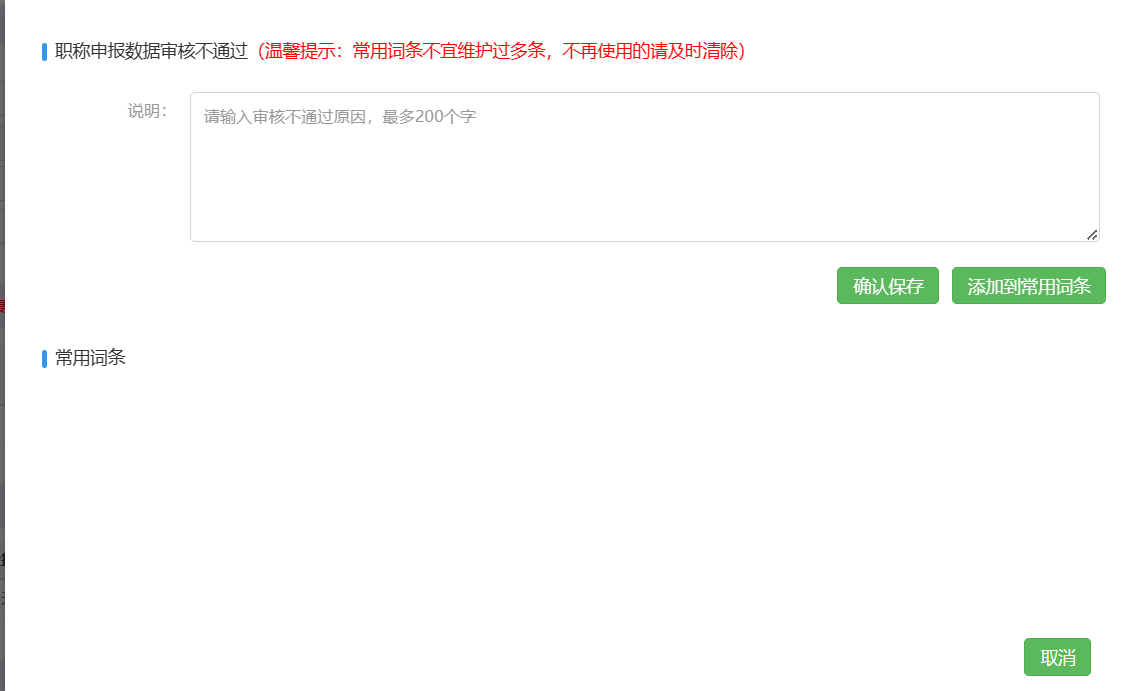 职称申报数据审核不通过（温馨提示：常用词条不宜维护过多条，不再使用的请及时清除）
说明：
请输入审核不通过原因，最多200个字
确认保存 添加到常用词条
常用词条
取消